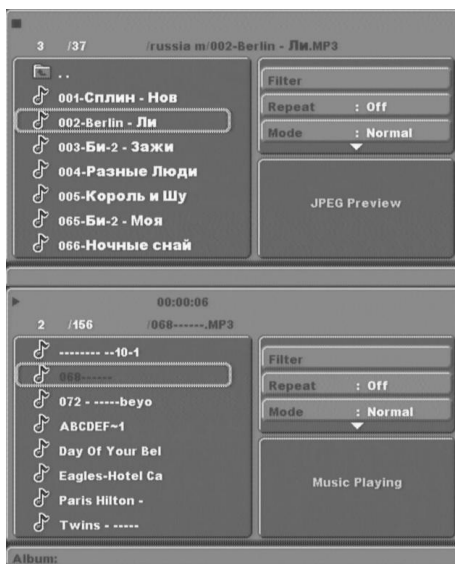 3 /37 /russia m/002-Berlin - Ли.MP3
..
001-Сплин - Нов
002-Berlin - Ли
003-Би-2 - Зажи
004-Разные Люди
005-Король и Шу
065-Би-2 - Моя
066-Ночные снай
Filter
Repeat : Off
Mode : Normal
JPEG Preview
00:00:06
2 /156 /068------.MP3
-------- --10-1
068------
072 - -----beyo
ABCDEF~1
Day Of Your Bel
Eagles-Hotel Ca
Paris Hilton -
Twins - -----
Filter
Repeat : Off
Mode : Normal
Music Playing
Album: